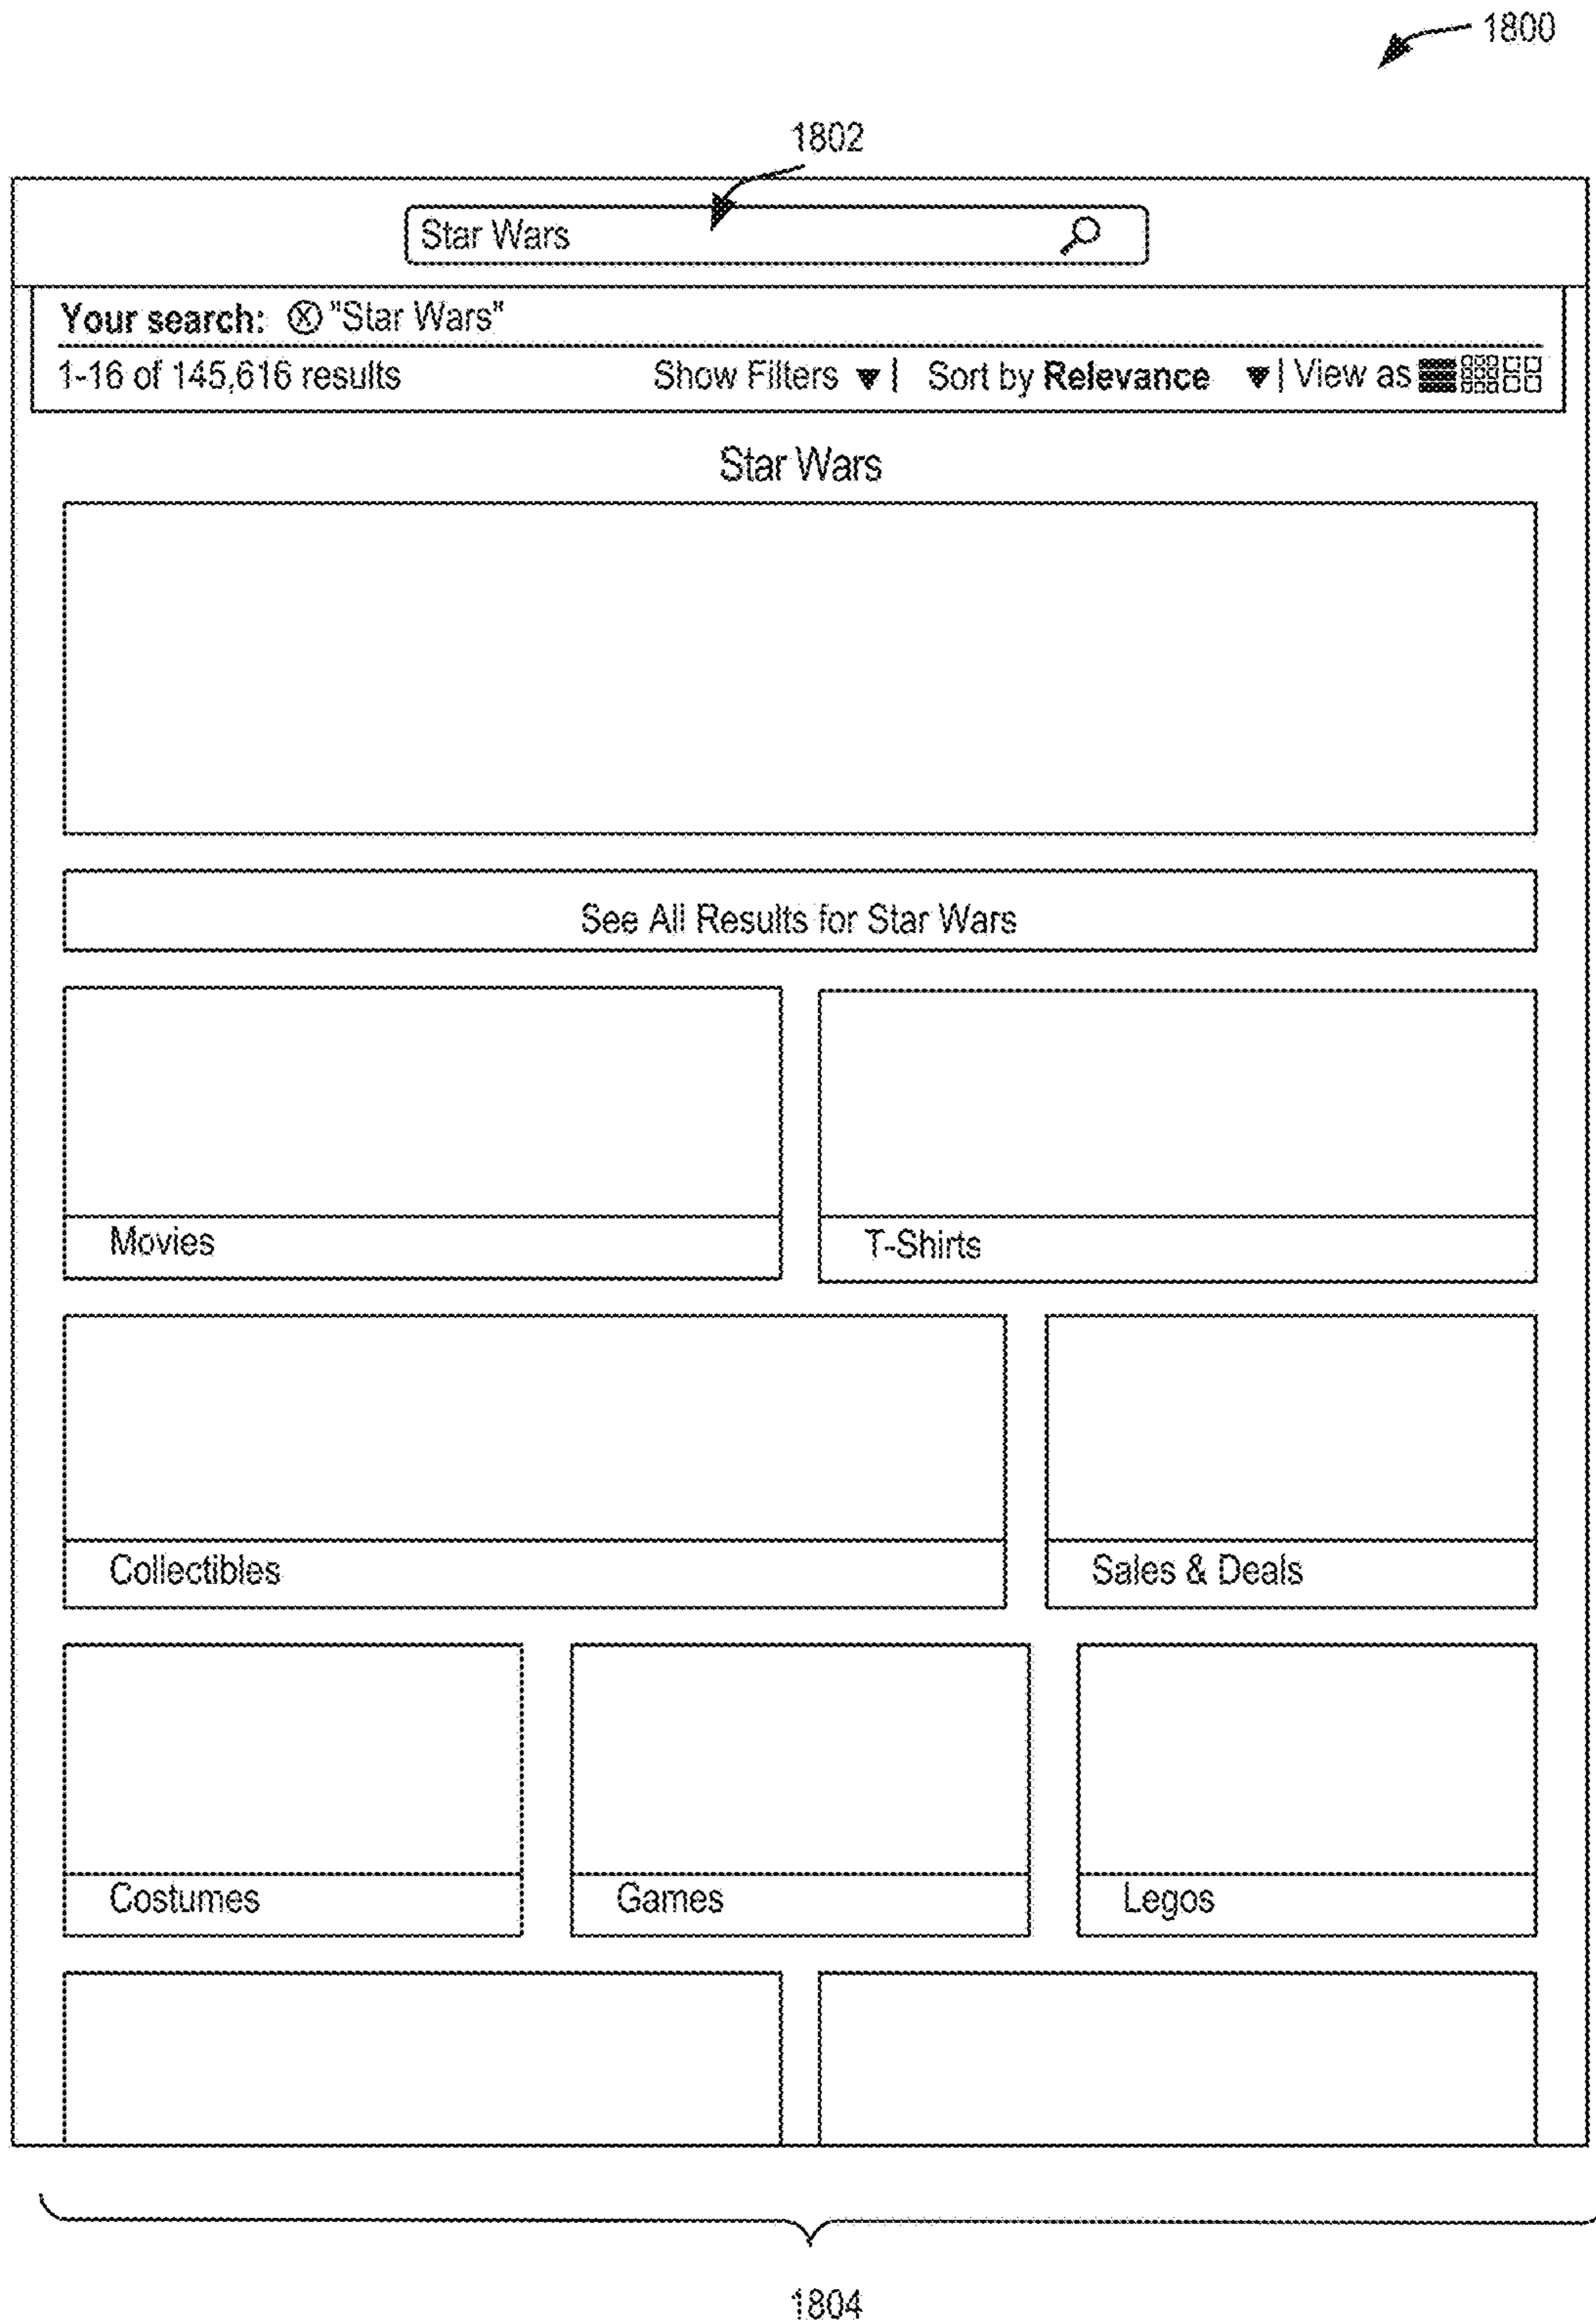 1800
1802
Star Wars
Your search: ⓧ "Star Wars"
1-16 of 145,616 results Show Filters ▼ | Sort by Relevance ▼ | View as
Star Wars
See All Results for Star Wars
Movies T-Shirts
Collectibles Sales & Deals
Costumes Games Legos
1804